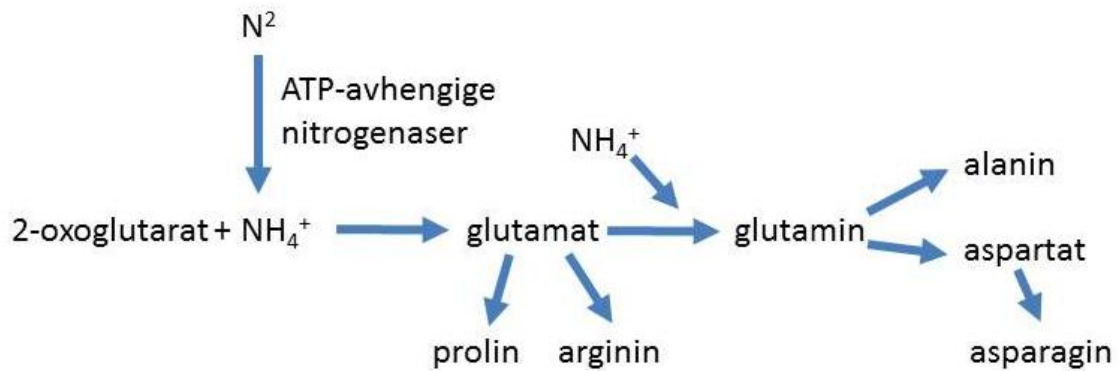 N²
ATP-avhengige
nitrogenaser
NH₄⁺
alanin
2-oxoglutarat + NH₄⁺
glutamat
glutamin
aspartat
prolin
arginin
asparagin